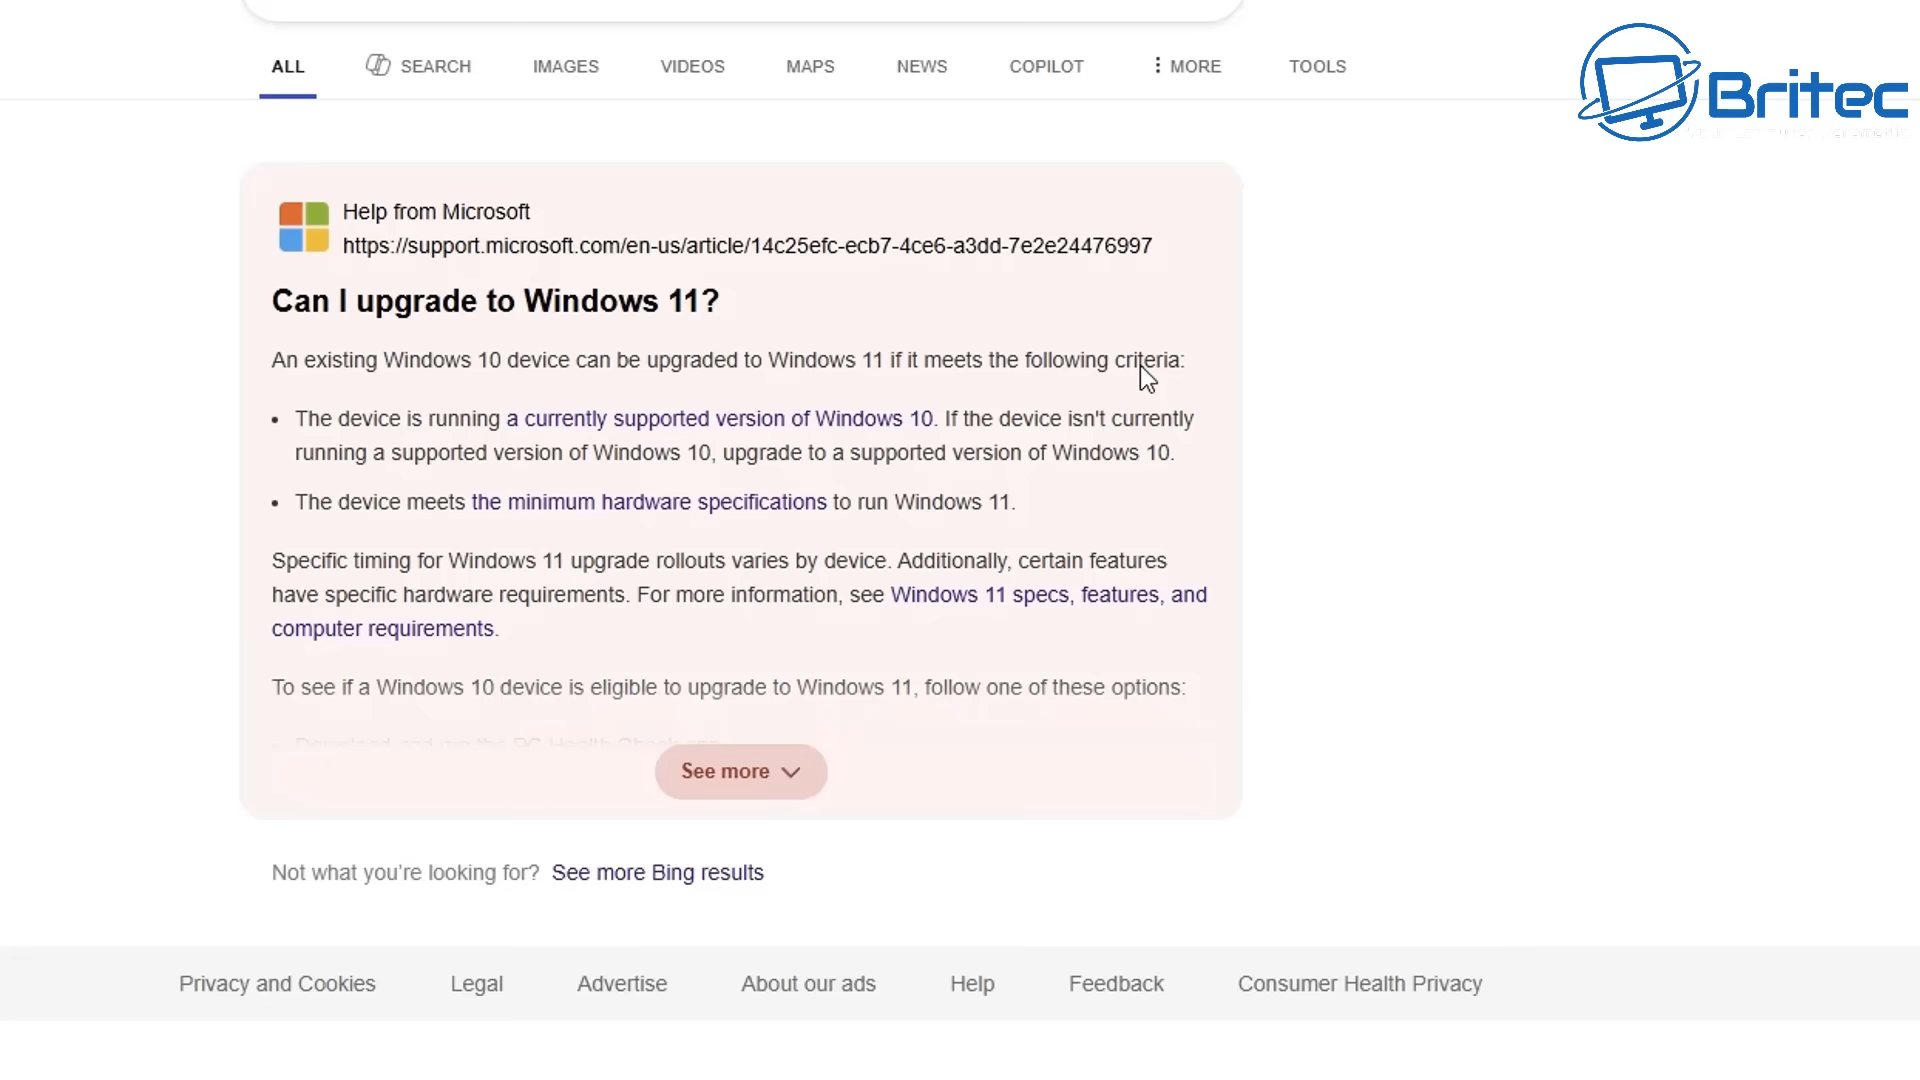 ALL SEARCH IMAGES VIDEOS MAPS NEWS COPILOT MORE TOOLS
Britec
Help from Microsoft
https://support.microsoft.com/en-us/article/14c25efc-ecb7-4ce6-a3dd-7e2e24476997
Can I upgrade to Windows 11?
An existing Windows 10 device can be upgraded to Windows 11 if it meets the following criteria:
• The device is running a currently supported version of Windows 10. If the device isn't currently
running a supported version of Windows 10, upgrade to a supported version of Windows 10.
• The device meets the minimum hardware specifications to run Windows 11.
Specific timing for Windows 11 upgrade rollouts varies by device. Additionally, certain features
have specific hardware requirements. For more information, see Windows 11 specs, features, and
computer requirements.
To see if a Windows 10 device is eligible to upgrade to Windows 11, follow one of these options:
See more
Not what you're looking for? See more Bing results
Privacy and Cookies Legal Advertise About our ads Help Feedback Consumer Health Privacy